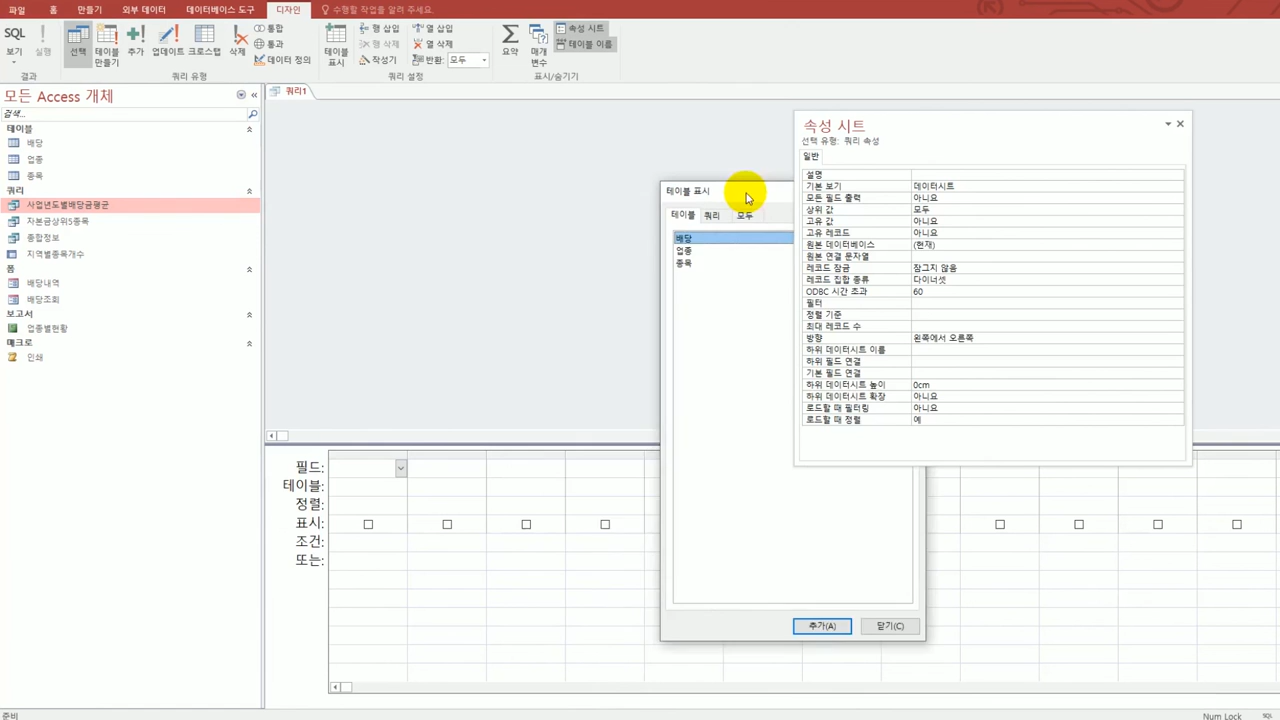 파일 홈 만들기 외부 데이터 데이터베이스 도구 디자인 수행할 작업을 알려 주세요.
SQL
보기
실행
결과
선택
테이블
만들기
추가
업데이트
크로스탭
삭제
통합
통과
데이터 정의
쿼리 유형
테이블
표시
행 삽입
행 삭제
작성기
열 삽입
열 삭제
반환: 모두
쿼리 설정
요약
매개
변수
속성 시트
테이블 이름
표시/숨기기
모든 Access 개체
검색...
테이블
배당
업종
종목
쿼리
사업년도별배당금평균
자본금상위5종목
종합정보
지역별종목개수
폼
배당내역
배당조회
보고서
업종별현황
매크로
인쇄
쿼리1
테이블 표시
테이블 쿼리 모두
배당
업종
종목
추가(A) 닫기(C)
속성 시트
선택 유형: 쿼리 속성
일반
설명
기본 보기 데이터시트
모든 필드 출력 아니요
상위 값 모두
고유 값 아니요
고유 레코드 아니요
원본 데이터베이스 (현재)
원본 연결 문자열
레코드 잠금 잠그지 않음
레코드 집합 종류 다이너셋
ODBC 시간 초과 60
필터
정렬 기준
최대 레코드 수
방향 왼쪽에서 오른쪽
하위 데이터시트 이름
하위 필드 연결
기본 필드 연결
하위 데이터시트 높이 0cm
하위 데이터시트 확장 아니요
로드할 때 필터링 아니요
로드할 때 정렬 예
필드:
테이블:
정렬:
표시:
조건:
또는:
준비
Num Lock
SQL